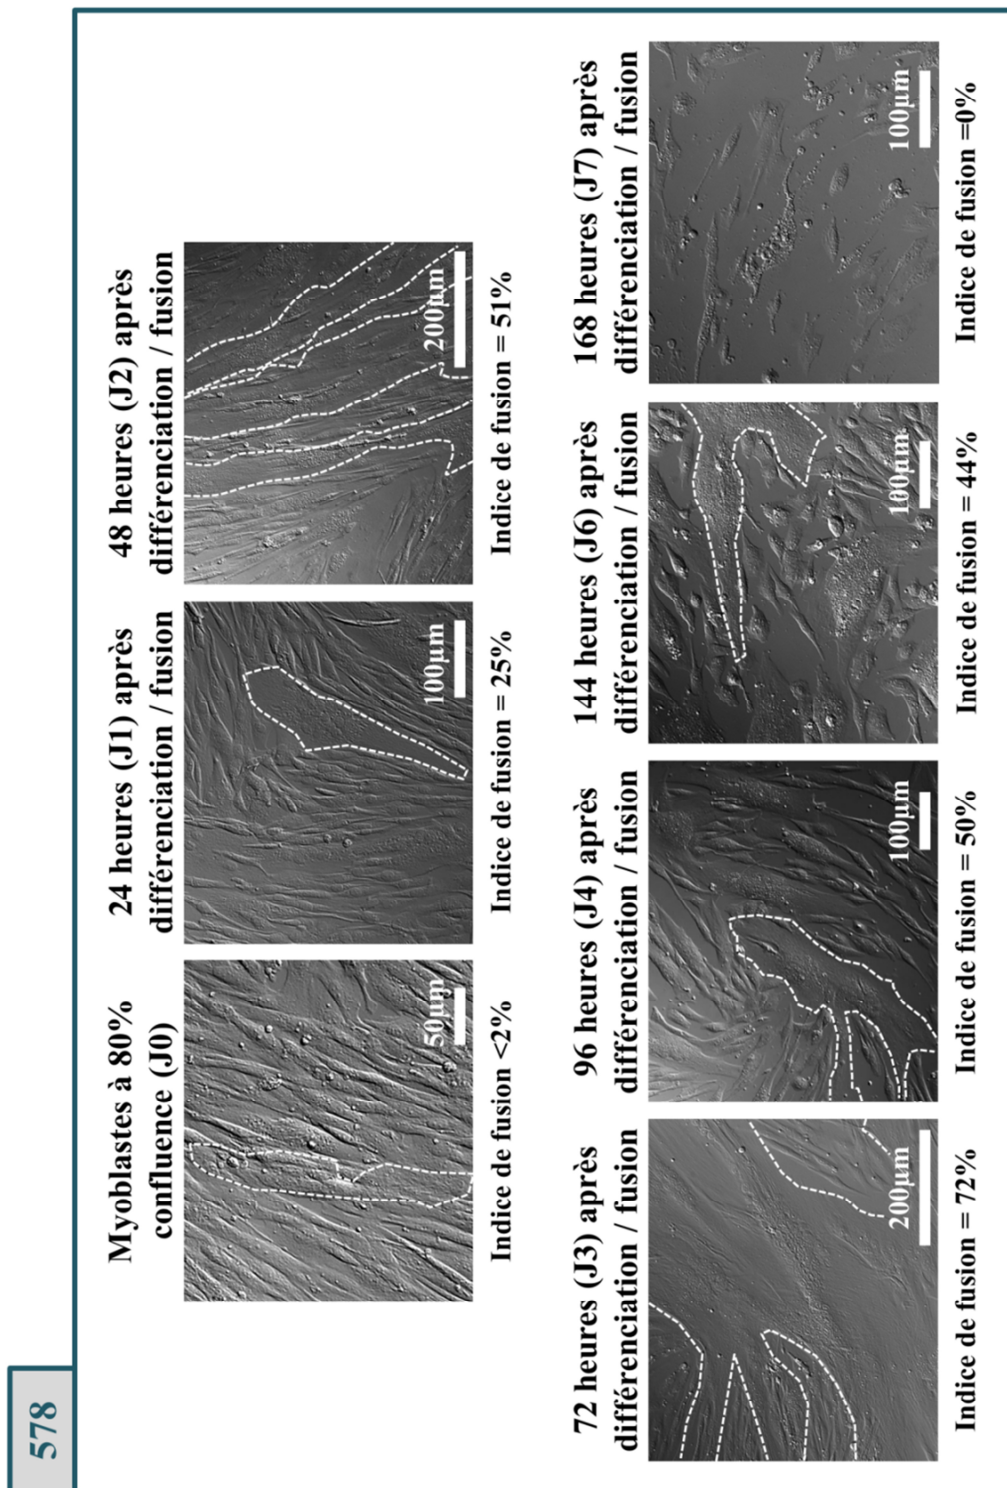 578
Myoblastes à 80%
confluence (J0)
50µm
Indice de fusion <2%
24 heures (J1) après
différenciation / fusion
100µm
Indice de fusion = 25%
48 heures (J2) après
différenciation / fusion
200µm
Indice de fusion = 51%
72 heures (J3) après
différenciation / fusion
200µm
Indice de fusion = 72%
96 heures (J4) après
différenciation / fusion
100µm
Indice de fusion = 50%
144 heures (J6) après
différenciation / fusion
100µm
Indice de fusion = 44%
168 heures (J7) après
différenciation / fusion
100µm
Indice de fusion =0%